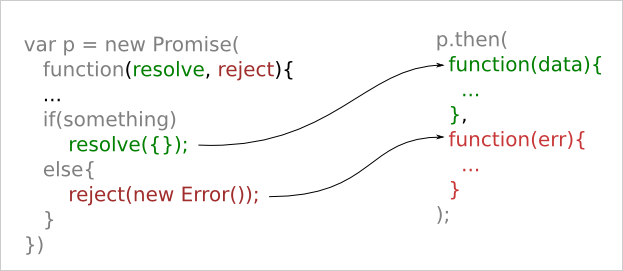 var p = new Promise(
function(resolve, reject){
...
if(something)
resolve({});
else{
reject(new Error());
}
})
p.then(
function(data){
...
},
function(err){
...
}
);